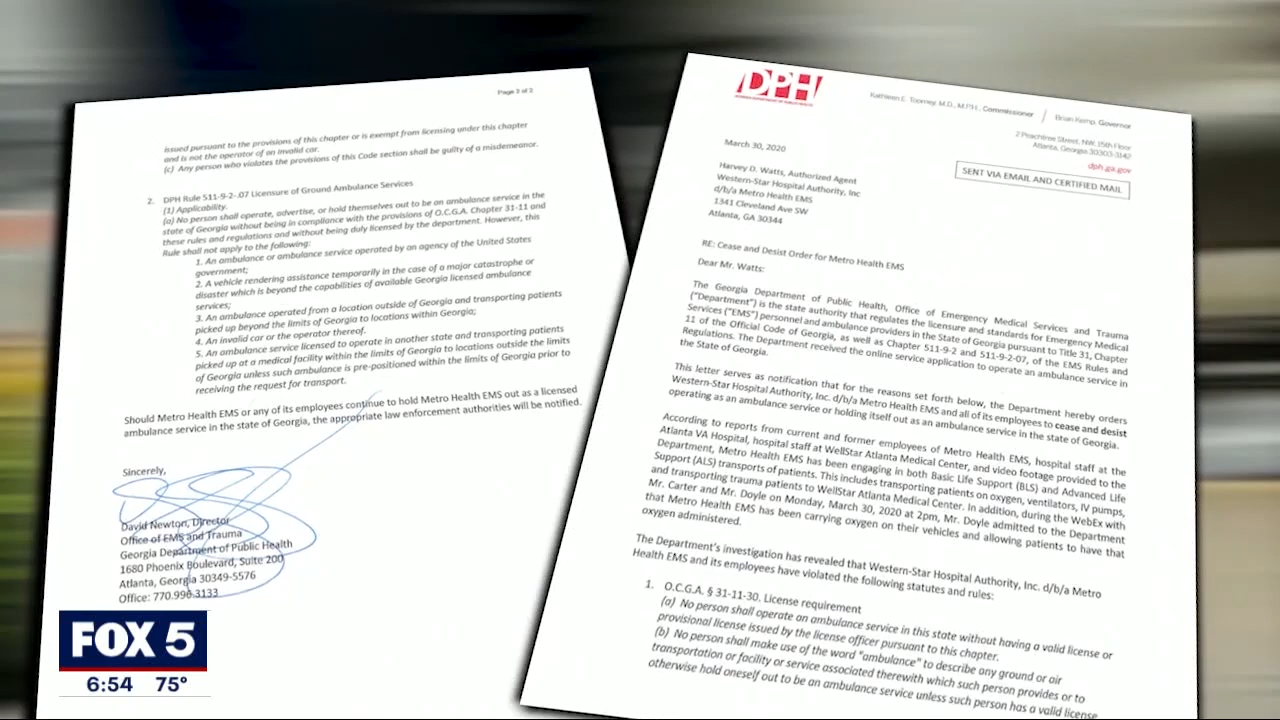 Page 2 of 2
issued pursuant to the provisions of this chapter or is exempt from licensing under this chapter
and is not the operator of an invalid car.
(c) Any person who violates the provisions of this Code section shall be guilty of a misdemeanor.
2. DPH Rule 511-9-2-.07 Licensure of Ground Ambulance Services
(1) Applicability.
(a) No person shall operate, advertise, or hold themselves out to be an ambulance service in the
state of Georgia without being in compliance with the provisions of O.C.G.A. Chapter 31-11 and
these rules and regulations and without being duly licensed by the department. However, this
Rule shall not apply to the following:
1. An ambulance or ambulance service operated by an agency of the United States
government;
2. A vehicle rendering assistance temporarily in the case of a major catastrophe or
disaster which is beyond the capabilities of available Georgia licensed ambulance
services;
3. An ambulance operated from a location outside of Georgia and transporting patients
picked up beyond the limits of Georgia to locations within Georgia;
4. An invalid car or the operator thereof.
5. An ambulance service licensed to operate in another state and transporting patients
picked up at a medical facility within the limits of Georgia to locations outside the limits
of Georgia unless such ambulance is pre-positioned within the limits of Georgia prior to
receiving the request for transport.
Should Metro Health EMS or any of its employees continue to hold Metro Health EMS out as a licensed
ambulance service in the state of Georgia, the appropriate law enforcement authorities will be notified.
Sincerely,
David Newton, Director
Office of EMS and Trauma
Georgia Department of Public Health
1680 Phoenix Boulevard, Suite 200
Atlanta, Georgia 30349-5576
Office: 770.996.3133
DPH
Kathleen E. Toomey, M.D., M.P.H., Commissioner
Brian Kemp, Governor
2 Peachtree Street, NW, 15th Floor
Atlanta, Georgia 30303-3142
dph.ga.gov
SENT VIA EMAIL AND CERTIFIED MAIL
March 30, 2020
Harvey D. Watts, Authorized Agent
Western-Star Hospital Authority, Inc
d/b/a Metro Health EMS
1341 Cleveland Ave SW
Atlanta, GA 30344
RE: Cease and Desist Order for Metro Health EMS
Dear Mr. Watts:
The Georgia Department of Public Health, Office of Emergency Medical Services and Trauma
("Department") is the state authority that regulates the licensure and standards for Emergency Medical
Services ("EMS") personnel and ambulance providers in the State of Georgia pursuant to Title 31, Chapter
11 of the Official Code of Georgia, as well as Chapter 511-9-2 and 511-9-2-07, of the EMS Rules and
Regulations. The Department received the online service application to operate an ambulance service in
the State of Georgia.
This letter serves as notification that for the reasons set forth below, the Department hereby orders
Western-Star Hospital Authority, Inc. d/b/a Metro Health EMS and all of its employees to cease and desist
operating as an ambulance service or holding itself out as an ambulance service in the state of Georgia.
According to reports from current and former employees of Metro Health EMS, hospital staff at the
Atlanta VA Hospital, hospital staff at WellStar Atlanta Medical Center, and video footage provided to the
Department, Metro Health EMS has been engaging in both Basic Life Support (BLS) and Advanced Life
Support (ALS) transports of patients. This includes transporting patients on oxygen, ventilators, IV pumps,
and transporting trauma patients to WellStar Atlanta Medical Center. In addition, during the WebEx with
Mr. Carter and Mr. Doyle on Monday, March 30, 2020 at 2pm, Mr. Doyle admitted to the Department
that Metro Health EMS has been carrying oxygen on their vehicles and allowing patients to have that
oxygen administered.
The Department's investigation has revealed that Western-Star Hospital Authority, Inc. d/b/a Metro
Health EMS and its employees have violated the following statutes and rules:
1. O.C.G.A. § 31-11-30. License requirement
(a) No person shall operate an ambulance service in this state without having a valid license or
provisional license issued by the license officer pursuant to this chapter.
(b) No person shall make use of the word "ambulance" to describe any ground or air
transportation or facility or service associated therewith which such person provides or to
otherwise hold oneself out to be an ambulance service unless such person has a valid license
FOX 5
6:54 75°